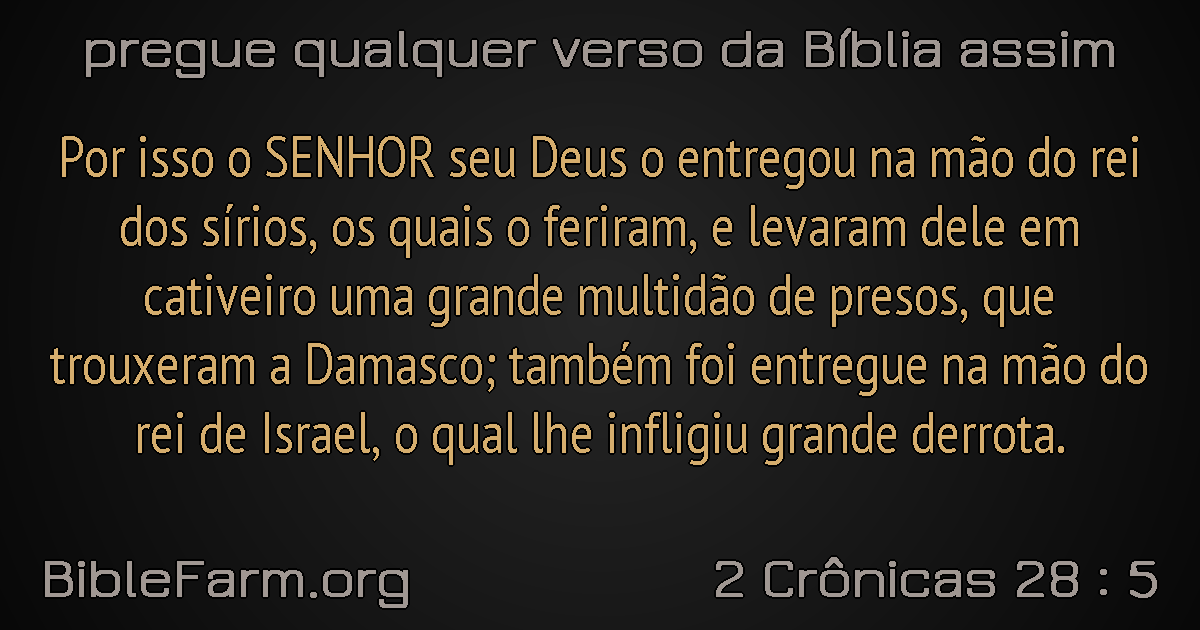 pregue qualquer verso da Bíblia assim
Por isso o SENHOR seu Deus o entregou na mão do rei
dos sírios, os quais o feriram, e levaram dele em
cativeiro uma grande multidão de presos, que
trouxeram a Damasco; também foi entregue na mão do
rei de Israel, o qual lhe infligiu grande derrota.
BibleFarm.org
2 Crônicas 28 : 5